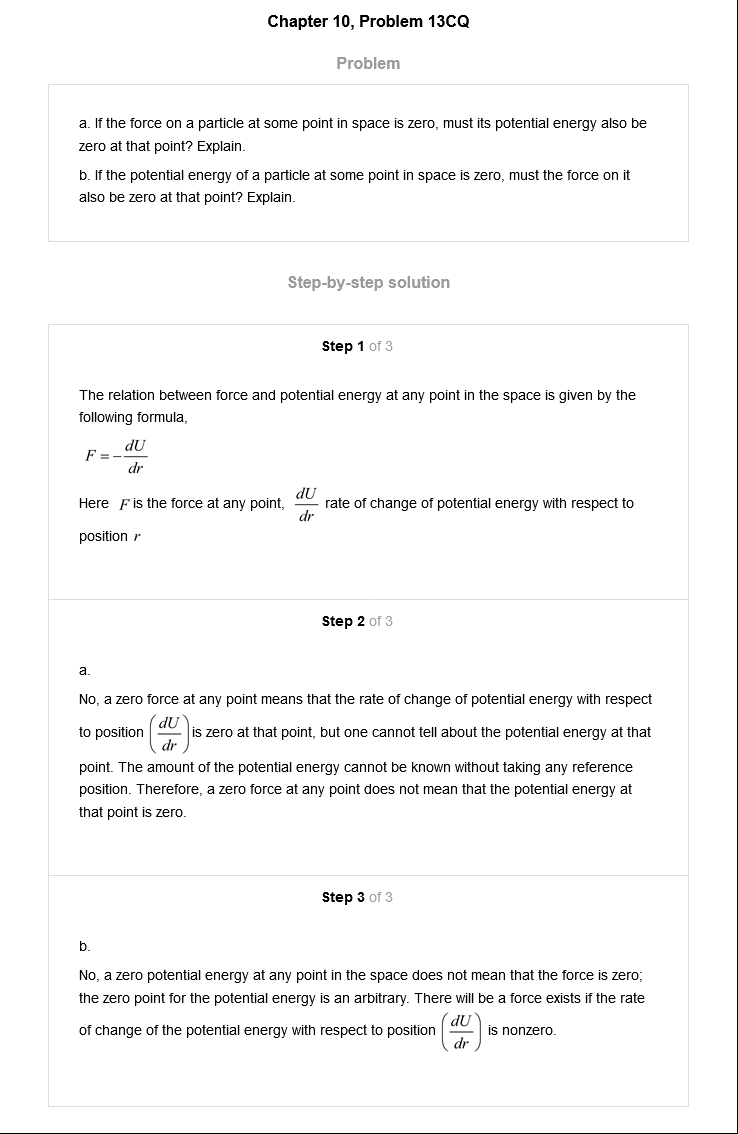 Chapter 10, Problem 13CQ
Problem
a. If the force on a particle at some point in space is zero, must its potential energy also be
zero at that point? Explain.
b. If the potential energy of a particle at some point in space is zero, must the force on it
also be zero at that point? Explain.
Step-by-step solution
Step 1 of 3
The relation between force and potential energy at any point in the space is given by the
following formula,
F = −dU/dr
Here F is the force at any point, dU/dr rate of change of potential energy with respect to
position r
Step 2 of 3
a.
No, a zero force at any point means that the rate of change of potential energy with respect
to position (dU/dr) is zero at that point, but one cannot tell about the potential energy at that
point. The amount of the potential energy cannot be known without taking any reference
position. Therefore, a zero force at any point does not mean that the potential energy at
that point is zero.
Step 3 of 3
b.
No, a zero potential energy at any point in the space does not mean that the force is zero;
the zero point for the potential energy is an arbitrary. There will be a force exists if the rate
of change of the potential energy with respect to position (dU/dr) is nonzero.